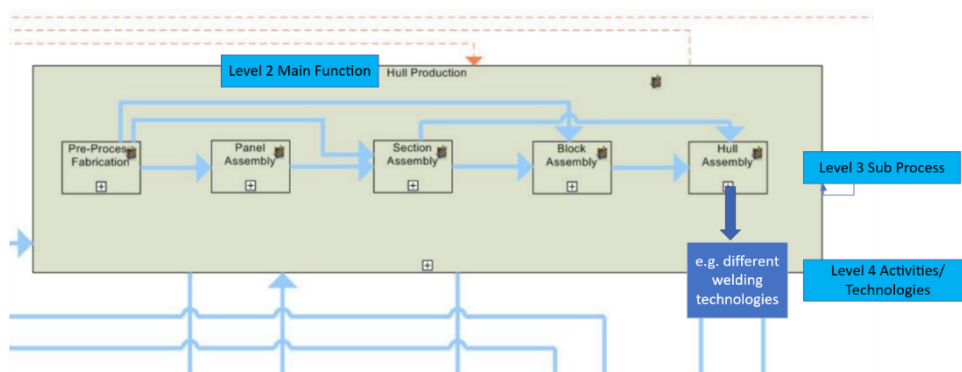 Level 2 Main Function
Hull Production
Pre-Process
Fabrication
Panel
Assembly
Section
Assembly
Block
Assembly
Hull
Assembly
Level 3 Sub Process
e.g. different
welding
technologies
Level 4 Activities/
Technologies